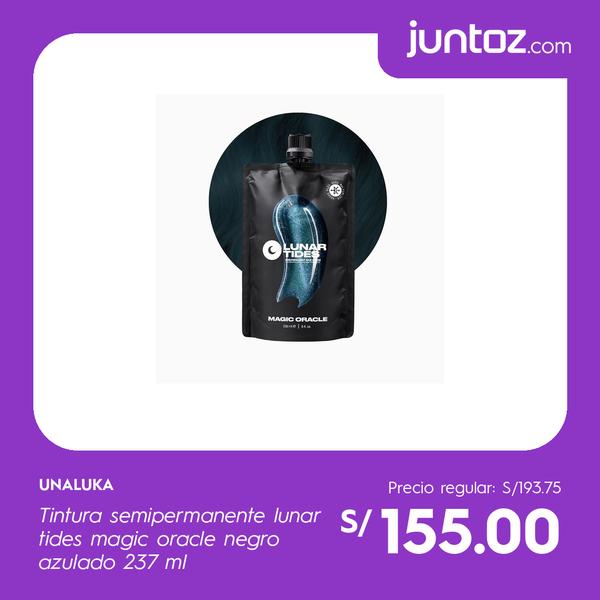 juntoz.com
LUNAR
TIDES
MAGIC ORACLE
UNALUKA
Tintura semipermanente lunar
tides magic oracle negro
azulado 237 ml
Precio regular: S/193.75
S/155.00